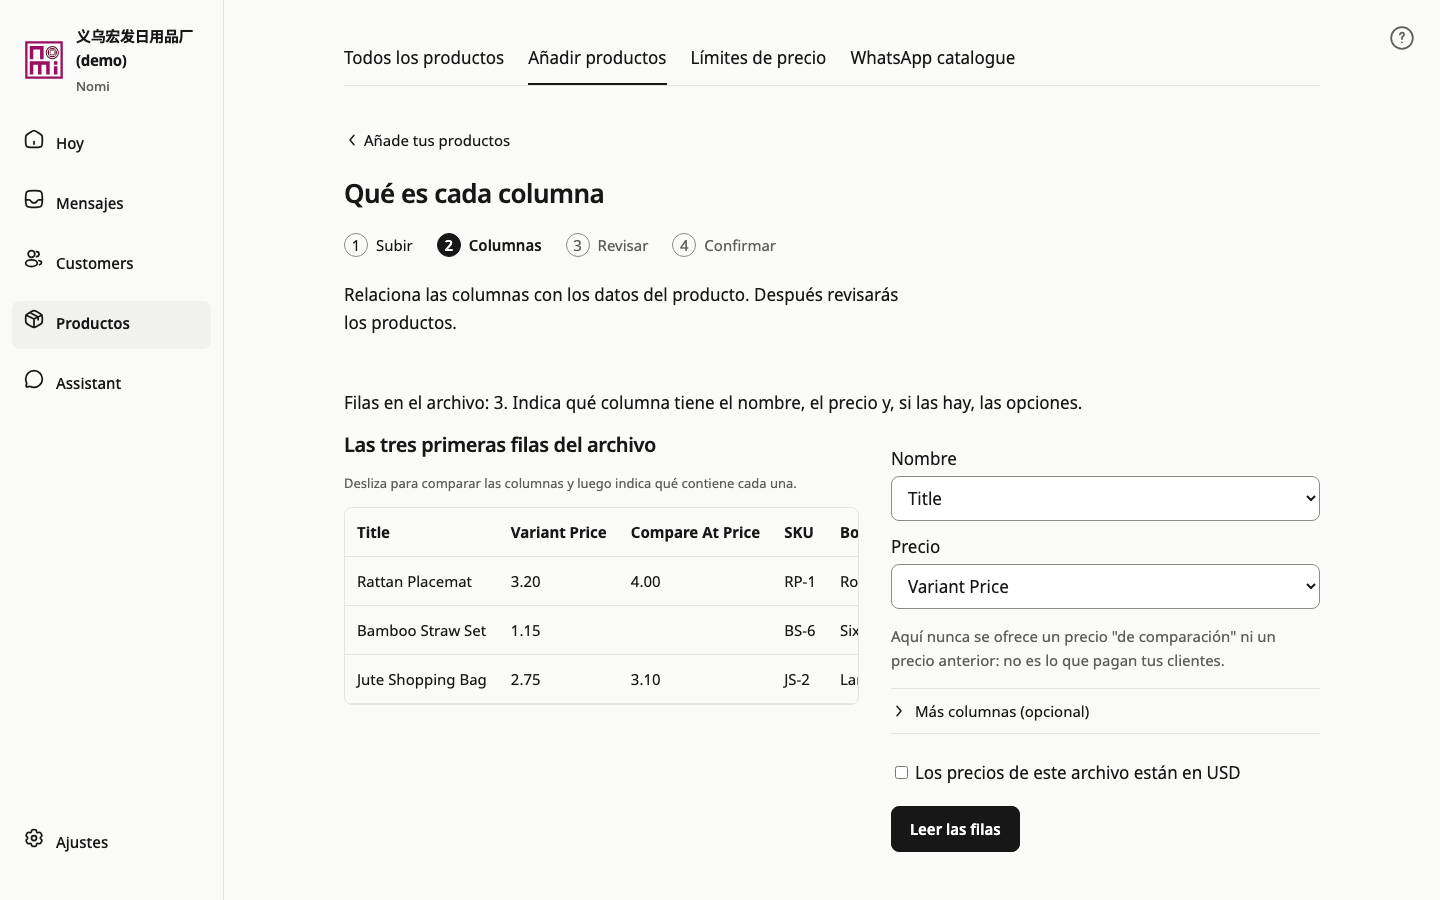 义乌宏发日用品厂
(demo)
Nomi
Hoy
Mensajes
Customers
Productos
Assistant
Ajustes
Todos los productos
Añadir productos
Límites de precio
WhatsApp catalogue
Añade tus productos
Qué es cada columna
1 Subir
2 Columnas
3 Revisar
4 Confirmar
Relaciona las columnas con los datos del producto. Después revisarás
los productos.
Filas en el archivo: 3. Indica qué columna tiene el nombre, el precio y, si las hay, las opciones.
Las tres primeras filas del archivo
Desliza para comparar las columnas y luego indica qué contiene cada una.
Title Variant Price Compare At Price SKU Bo
Rattan Placemat 3.20 4.00 RP-1 Ro
Bamboo Straw Set 1.15 BS-6 Six
Jute Shopping Bag 2.75 3.10 JS-2 Lar
Nombre
Title
Precio
Variant Price
Aquí nunca se ofrece un precio "de comparación" ni un
precio anterior: no es lo que pagan tus clientes.
Más columnas (opcional)
Los precios de este archivo están en USD
Leer las filas